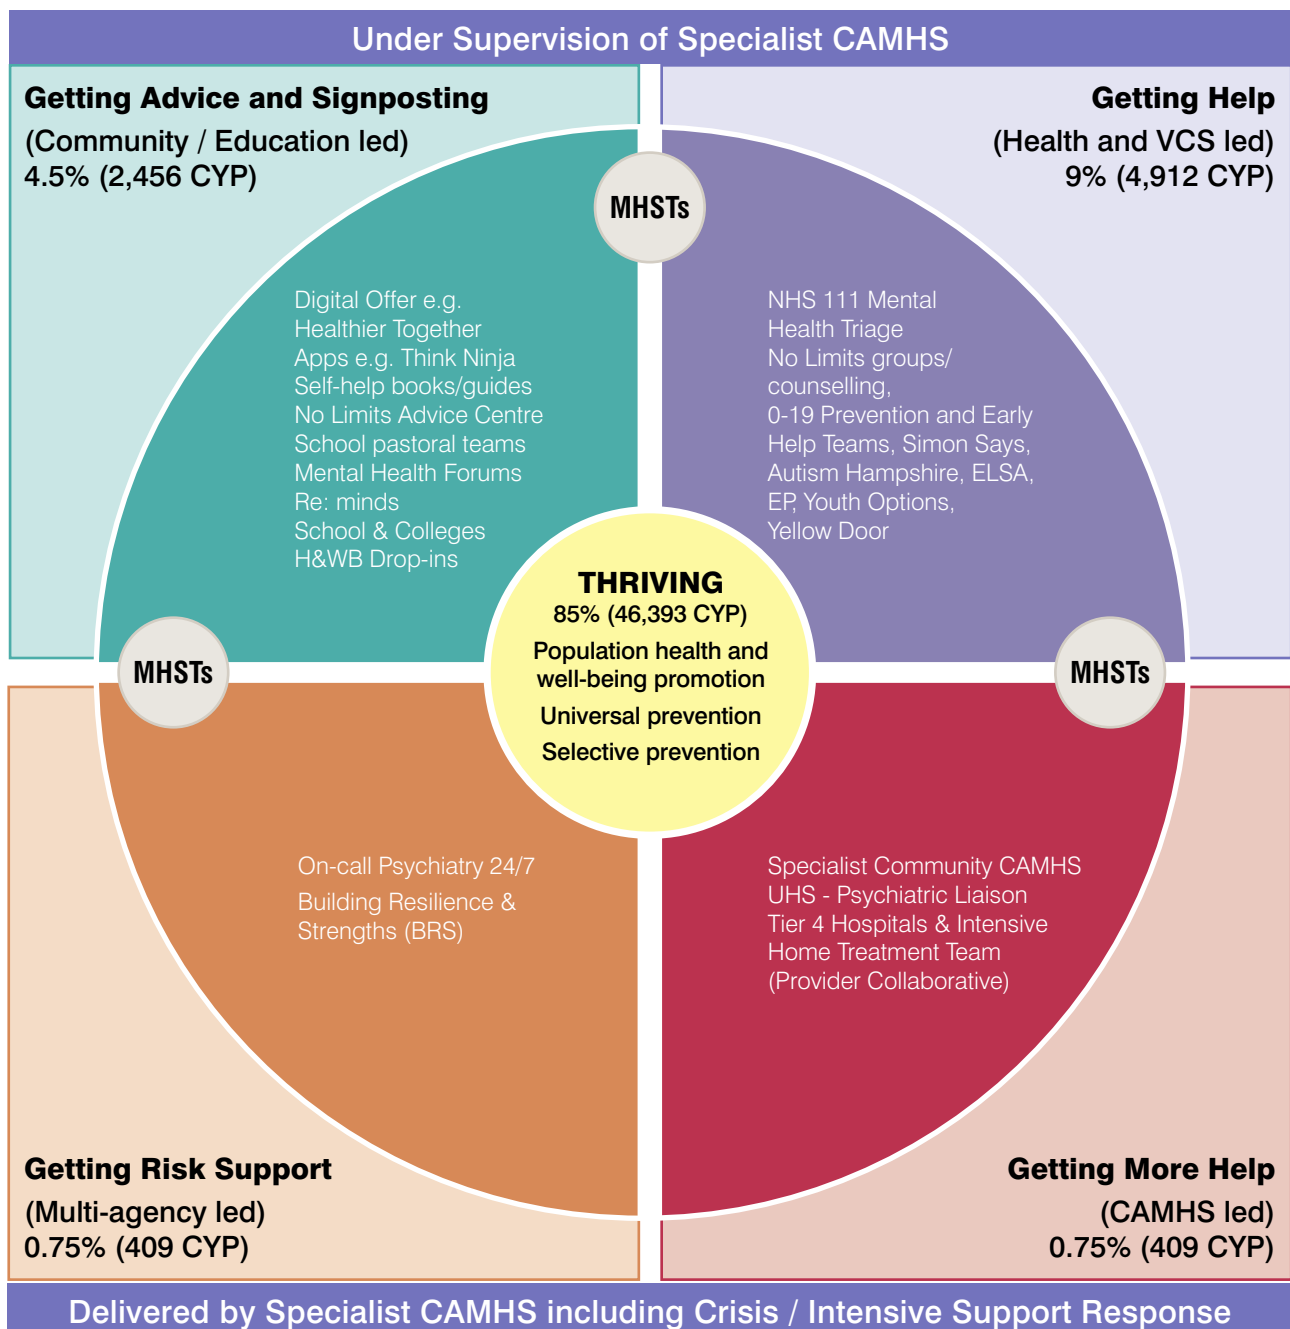 Under Supervision of Specialist CAMHS
Getting Advice and Signposting
(Community / Education led)
4.5% (2,456 CYP)
Getting Help
(Health and VCS led)
9% (4,912 CYP)
MHSTs
Digital Offer e.g.
Healthier Together
Apps e.g. Think Ninja
Self-help books/guides
No Limits Advice Centre
School pastoral teams
Mental Health Forums
Re: minds
School & Colleges
H&WB Drop-ins
NHS 111 Mental
Health Triage
No Limits groups/
counselling,
0-19 Prevention and Early
Help Teams, Simon Says,
Autism Hampshire, ELSA,
EP, Youth Options,
Yellow Door
MHSTs
THRIVING
85% (46,393 CYP)
Population health and
well-being promotion
Universal prevention
Selective prevention
MHSTs
On-call Psychiatry 24/7
Building Resilience &
Strengths (BRS)
Specialist Community CAMHS
UHS - Psychiatric Liaison
Tier 4 Hospitals & Intensive
Home Treatment Team
(Provider Collaborative)
Getting Risk Support
(Multi-agency led)
0.75% (409 CYP)
Getting More Help
(CAMHS led)
0.75% (409 CYP)
Delivered by Specialist CAMHS including Crisis / Intensive Support Response